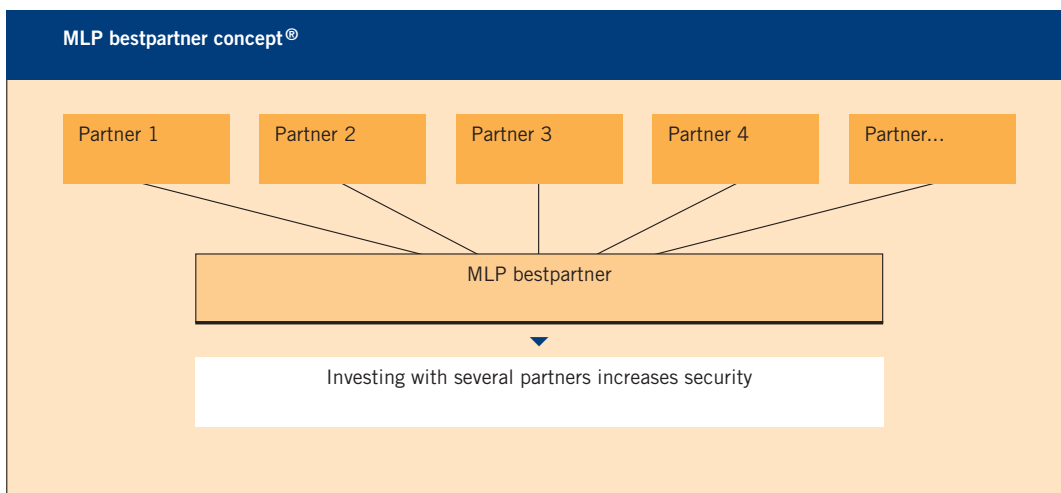 MLP bestpartner concept®
Partner 1
Partner 2
Partner 3
Partner 4
Partner...
MLP bestpartner
Investing with several partners increases security